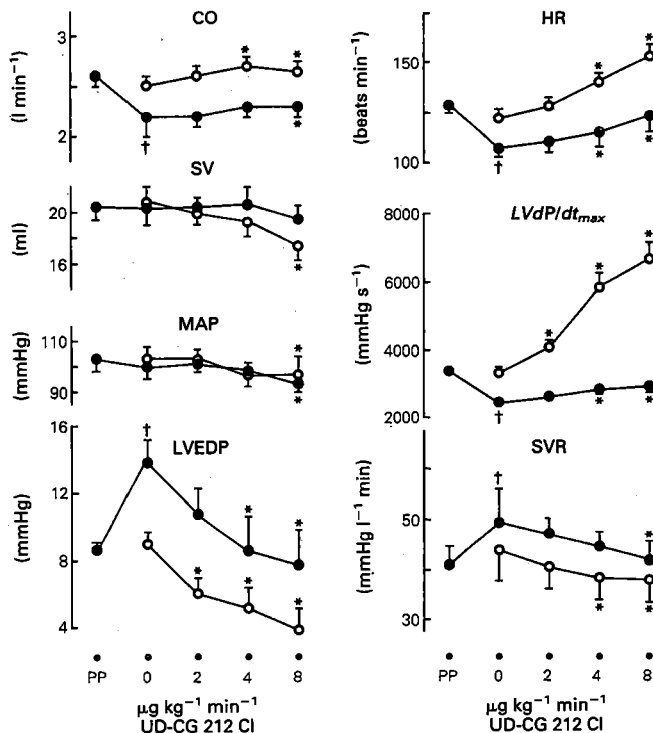 CO
3
2
(l min⁻¹)
†
*
*
*
SV
20
16
(ml)
*
MAP
100
90
(mmHg)
*
*
LVEDP
16
12
8
4
(mmHg)
†
*
*
*
*
*
PP 0 2 4 8
µg kg⁻¹ min⁻¹
UD-CG 212 Cl
HR
150
100
(beats min⁻¹)
†
*
*
*
*
LVdP/dtmax
8000
6000
4000
2000
(mmHg s⁻¹)
†
*
*
*
*
*
SVR
50
30
(mmHg l⁻¹ min)
†
*
*
*
PP 0 2 4 8
µg kg⁻¹ min⁻¹
UD-CG 212 Cl